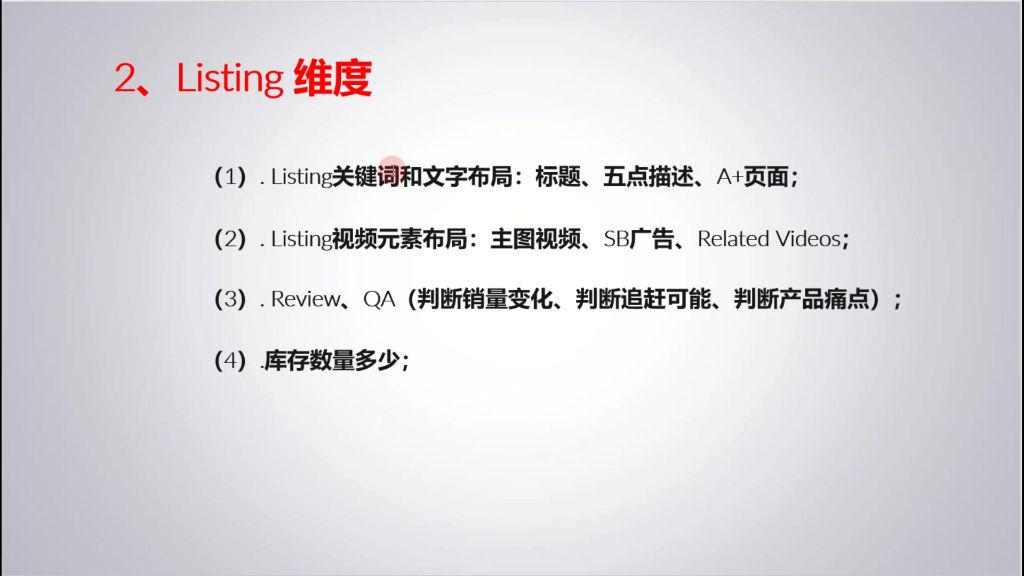 2、Listing 维度
（1）. Listing关键词和文字布局：标题、五点描述、A+页面；
（2）. Listing视频元素布局：主图视频、SB广告、Related Videos；
（3）. Review、QA（判断销量变化、判断追赶可能、判断产品痛点）；
（4）.库存数量多少；